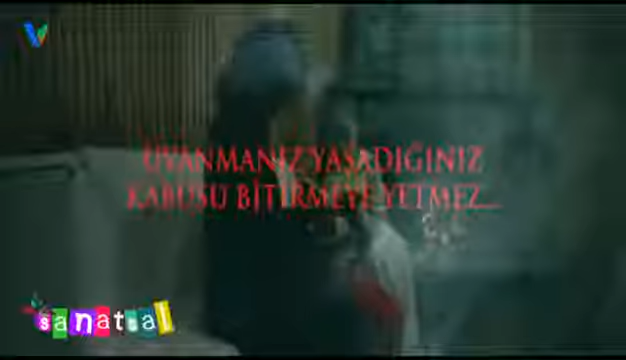 UYANMANIZ YAŞADIĞINIZ
KABUSU BİTİRMEYE YETMEZ...
sanatsal